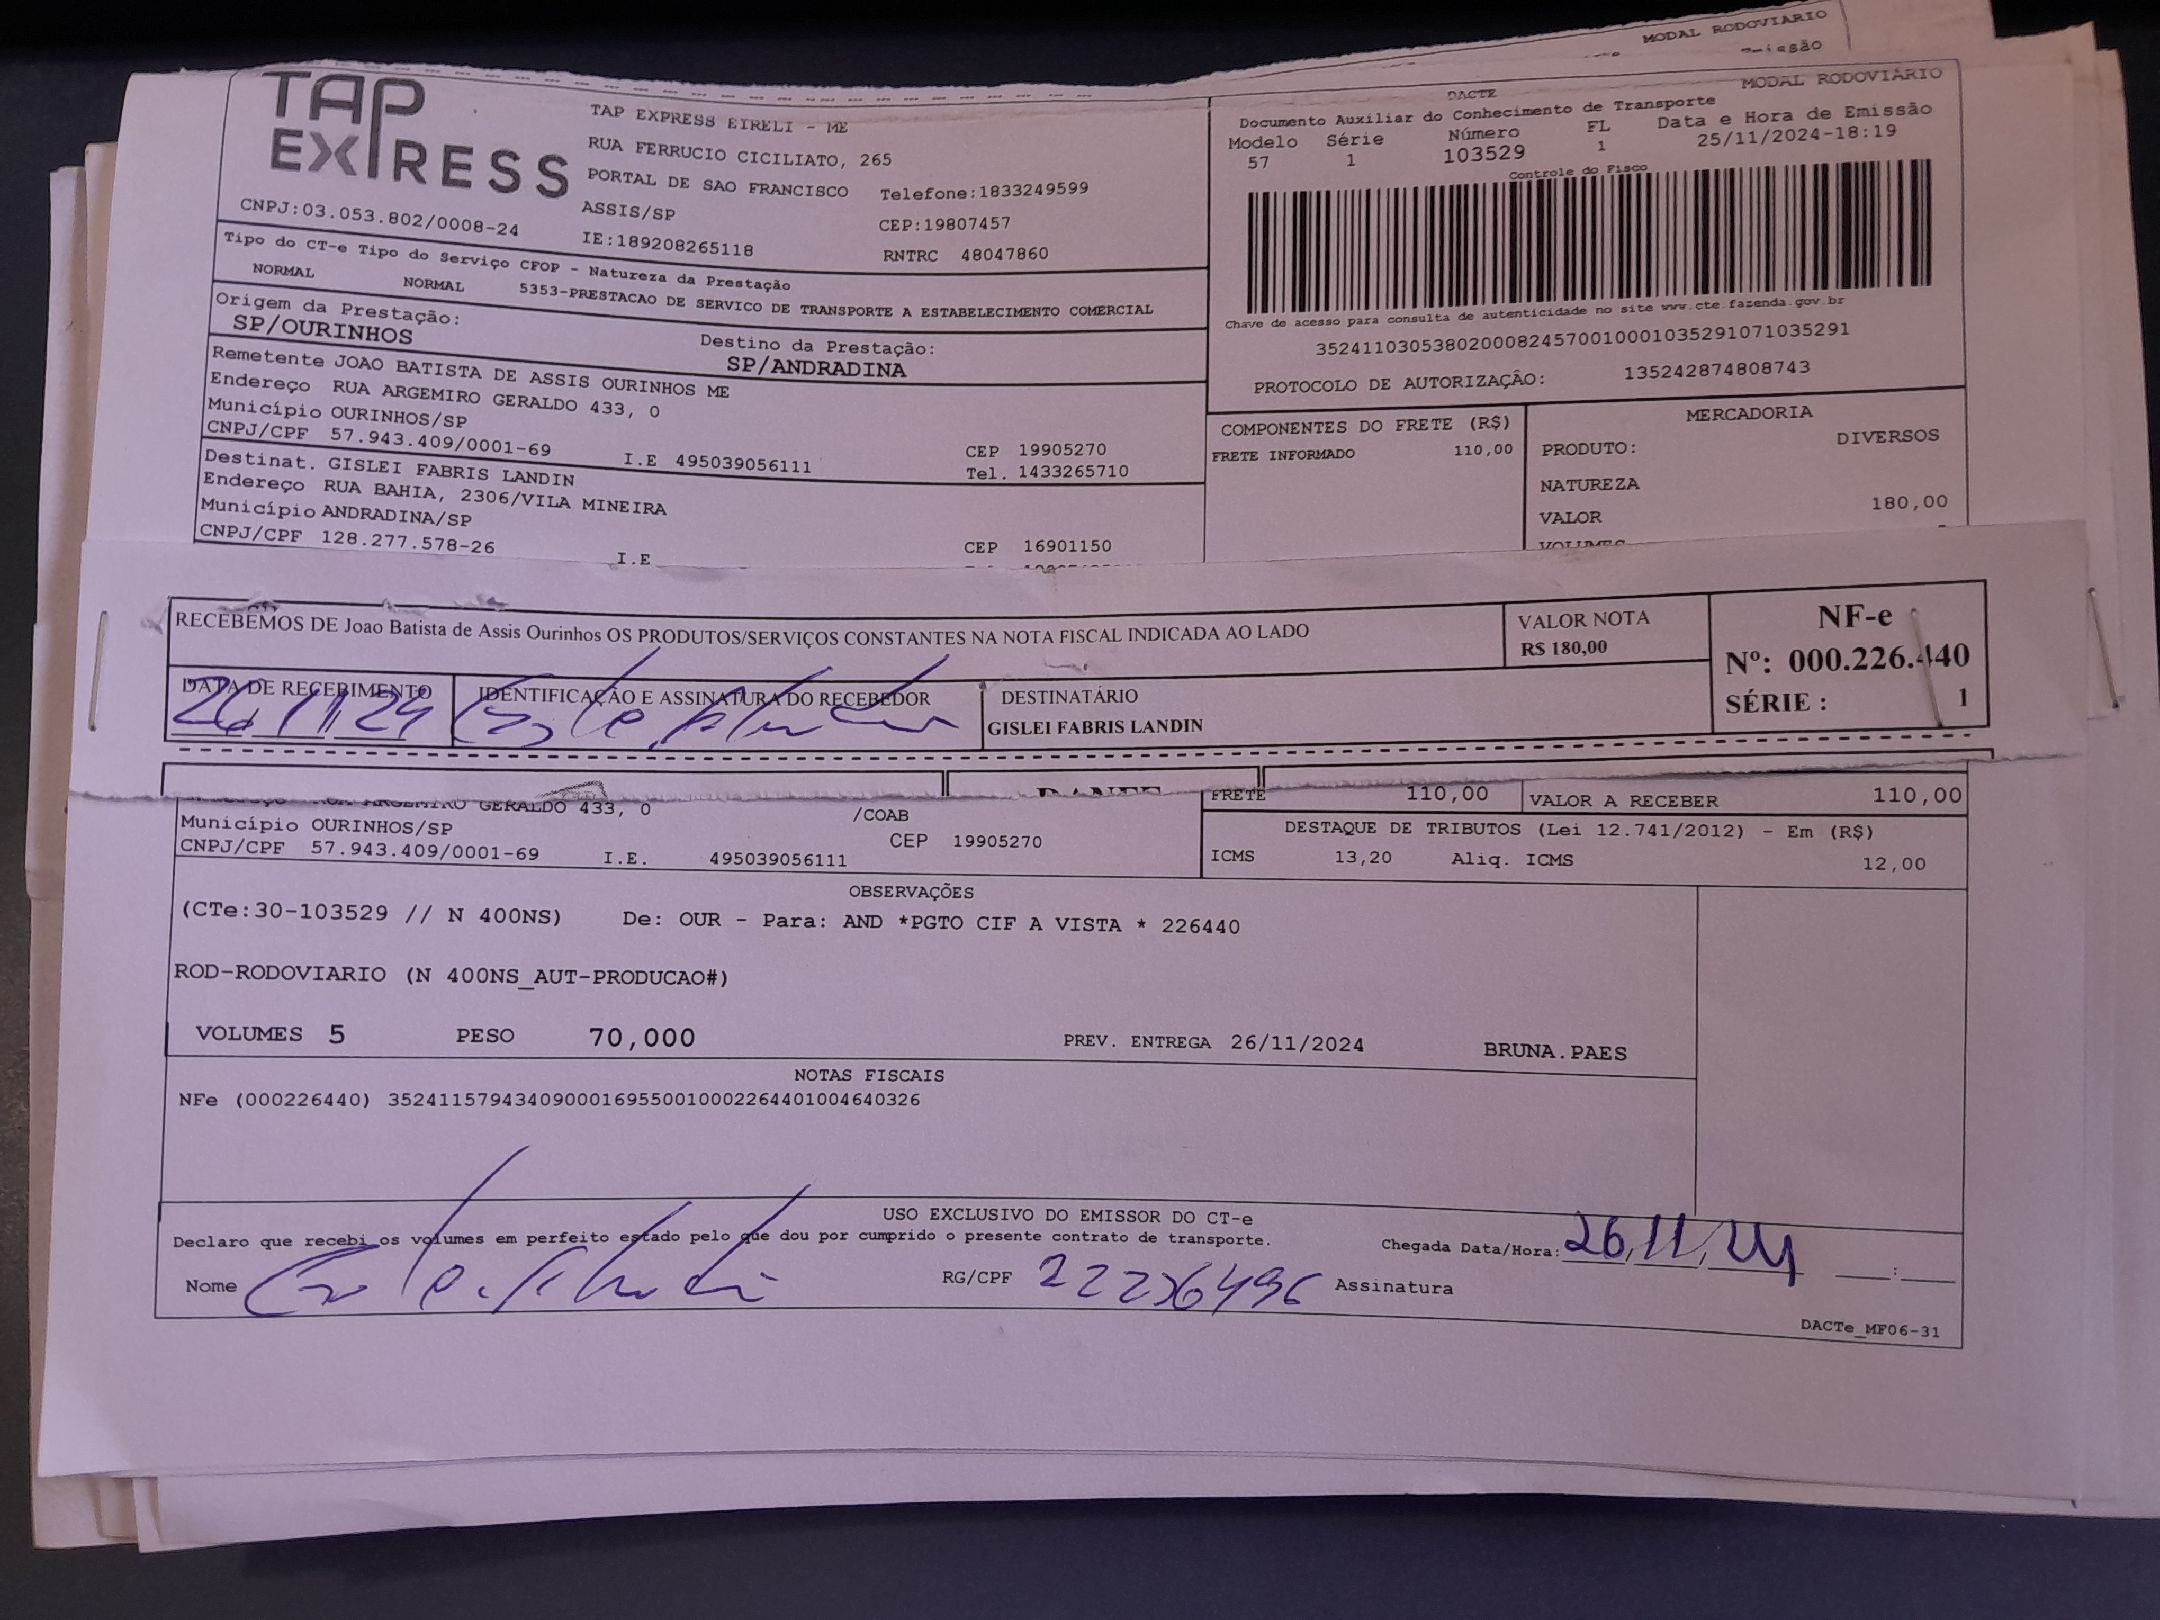 MODAL RODOVIARIO
TAP EXPRESS
TAP EXPRESS EIRELI - ME
RUA FERRUCIO CICILIATO, 265
PORTAL DE SAO FRANCISCO Telefone:1833249599
ASSIS/SP CEP:19807457
CNPJ:03.053.802/0008-24 IE:189208265118 RNTRC 48047860
DACTE MODAL RODOVIÁRIO
Documento Auxiliar do Conhecimento de Transporte
Modelo Série Número FL Data e Hora de Emissão
57 1 103529 1 25/11/2024-18:19
Controle do Fisco
Chave de acesso para consulta de autenticidade no site www.cte.fazenda.gov.br
35241103053802000824570010001035291071035291
PROTOCOLO DE AUTORIZAÇÃO: 135242874808743
Tipo do CT-e Tipo do Serviço CFOP - Natureza da Prestação
NORMAL NORMAL 5353-PRESTACAO DE SERVICO DE TRANSPORTE A ESTABELECIMENTO COMERCIAL
Origem da Prestação: Destino da Prestação:
SP/OURINHOS SP/ANDRADINA
Remetente JOAO BATISTA DE ASSIS OURINHOS ME
Endereço RUA ARGEMIRO GERALDO 433, 0
Município OURINHOS/SP CEP 19905270
CNPJ/CPF 57.943.409/0001-69 I.E 495039056111 Tel. 1433265710
Destinat. GISLEI FABRIS LANDIN
Endereço RUA BAHIA, 2306/VILA MINEIRA
Município ANDRADINA/SP CEP 16901150
CNPJ/CPF 128.277.578-26 I.E
COMPONENTES DO FRETE (R$)
FRETE INFORMADO 110,00
MERCADORIA
PRODUTO: DIVERSOS
NATUREZA
VALOR 180,00
VOLUMES
RECEBEMOS DE Joao Batista de Assis Ourinhos OS PRODUTOS/SERVIÇOS CONSTANTES NA NOTA FISCAL INDICADA AO LADO
VALOR NOTA
R$ 180,00
NF-e
Nº: 000.226.440
SÉRIE : 1
DATA DE RECEBIMENTO IDENTIFICAÇÃO E ASSINATURA DO RECEBEDOR DESTINATÁRIO
26/11/24 GISLEI FABRIS LANDIN
DANFE
GERALDO 433, 0 /COAB
Município OURINHOS/SP CEP 19905270
CNPJ/CPF 57.943.409/0001-69 I.E. 495039056111
FRETE 110,00 VALOR A RECEBER 110,00
DESTAQUE DE TRIBUTOS (Lei 12.741/2012) - Em (R$)
ICMS 13,20 Aliq. ICMS 12,00
OBSERVAÇÕES
(CTe:30-103529 // N 400NS) De: OUR - Para: AND *PGTO CIF A VISTA * 226440
ROD-RODOVIARIO (N 400NS_AUT-PRODUCAO#)
VOLUMES 5 PESO 70,000 PREV. ENTREGA 26/11/2024 BRUNA.PAES
NOTAS FISCAIS
NFe (000226440) 35241157943409000169550010002264401004640326
USO EXCLUSIVO DO EMISSOR DO CT-e
Declaro que recebi os volumes em perfeito estado pelo que dou por cumprido o presente contrato de transporte. Chegada Data/Hora: 26/11/24 :
Nome RG/CPF 22236496 Assinatura
DACTe_MF06-31